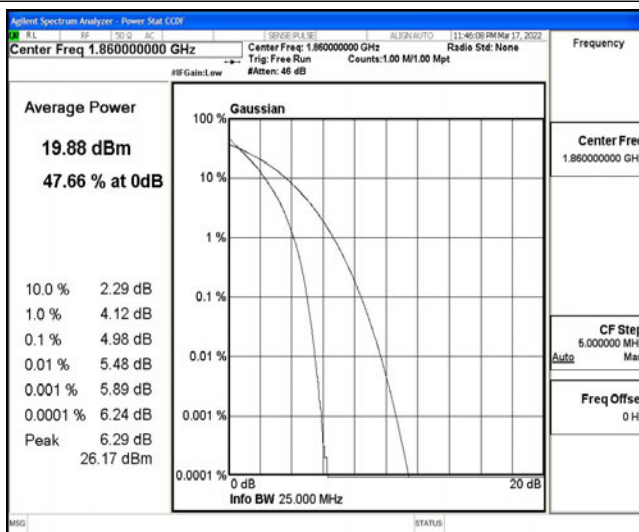 Agilent Spectrum Analyzer - Power Stat CCDF
RL RF 50 Ω AC SENSE:PULSE ALIGN AUTO 11:46:08 PM Mar 17, 2022
Center Freq 1.860000000 GHz
Center Freq: 1.860000000 GHz Radio Std: None
Trig: Free Run Counts:1.00 M/1.00 Mpt
#IFGain:Low #Atten: 46 dB
Frequency
Average Power
19.88 dBm
47.66 % at 0dB
10.0 % 2.29 dB
1.0 % 4.12 dB
0.1 % 4.98 dB
0.01 % 5.48 dB
0.001 % 5.89 dB
0.0001 % 6.24 dB
Peak 6.29 dB
26.17 dBm
Gaussian
100 %
10 %
1 %
0.1 %
0.01 %
0.001 %
0.0001 %
0 dB 20 dB
Info BW 25.000 MHz
Center Freq
1.860000000 GH
CF Step
5.000000 MH
Auto Ma
Freq Offse
0 H
MSG STATUS